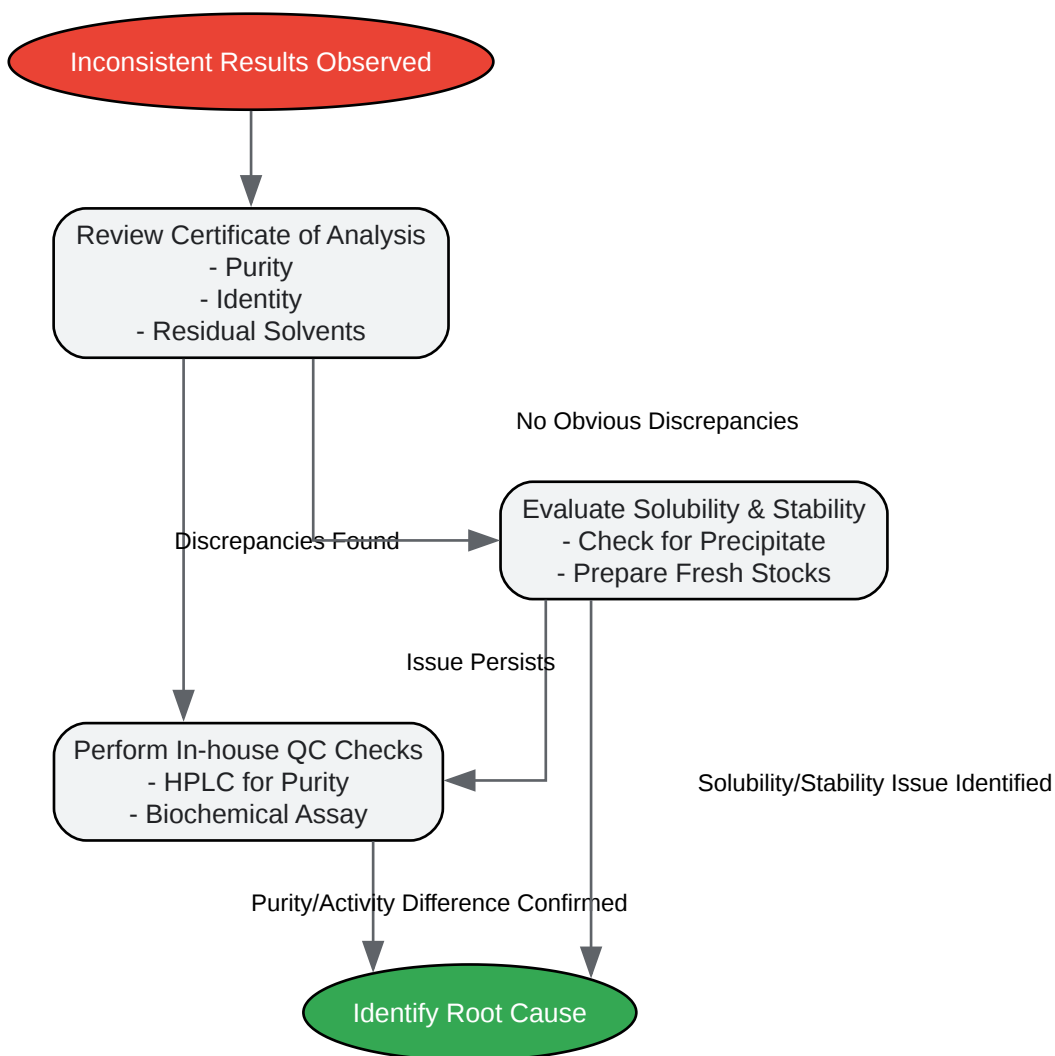 Inconsistent Results Observed
Review Certificate of Analysis
- Purity
- Identity
- Residual Solvents
No Obvious Discrepancies
Evaluate Solubility & Stability
- Check for Precipitate
- Prepare Fresh Stocks
Discrepancies Found
Issue Persists
Perform In-house QC Checks
- HPLC for Purity
- Biochemical Assay
Solubility/Stability Issue Identified
Purity/Activity Difference Confirmed
Identify Root Cause